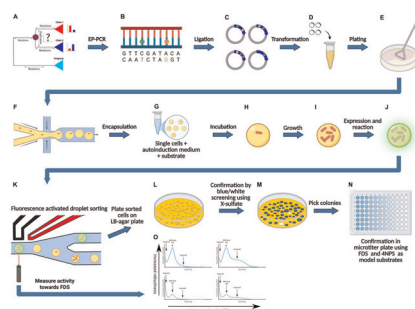 A
EP-PCR
B
G T T C G A T A C A
C A A T C T A G G T
Ligation
C
Transformation
D
Plating
E
F
Encapsulation
G
Single cells +
autoinduction medium
+ substrate
Incubation
H
Growth
I
Expression and
reaction
J
K
Fluorescence activated droplet sorting
Plate sorted
cells on
LB-agar plate
Measure activity
towards FDS
L
Confirmation by
blue/white
screening using
X-sulfate
M
Pick colonies
N
Confirmation in
microtiter plate using
FDS and 4NPS as
model substrates
O